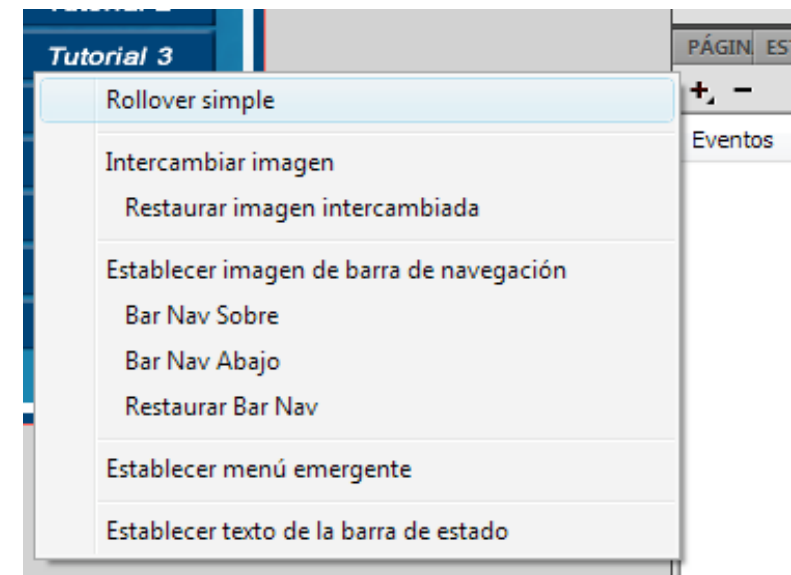 Tutorial 3
PÁGIN
Rollover simple
Eventos
Intercambiar imagen
Restaurar imagen intercambiada
Establecer imagen de barra de navegación
Bar Nav Sobre
Bar Nav Abajo
Restaurar Bar Nav
Establecer menú emergente
Establecer texto de la barra de estado